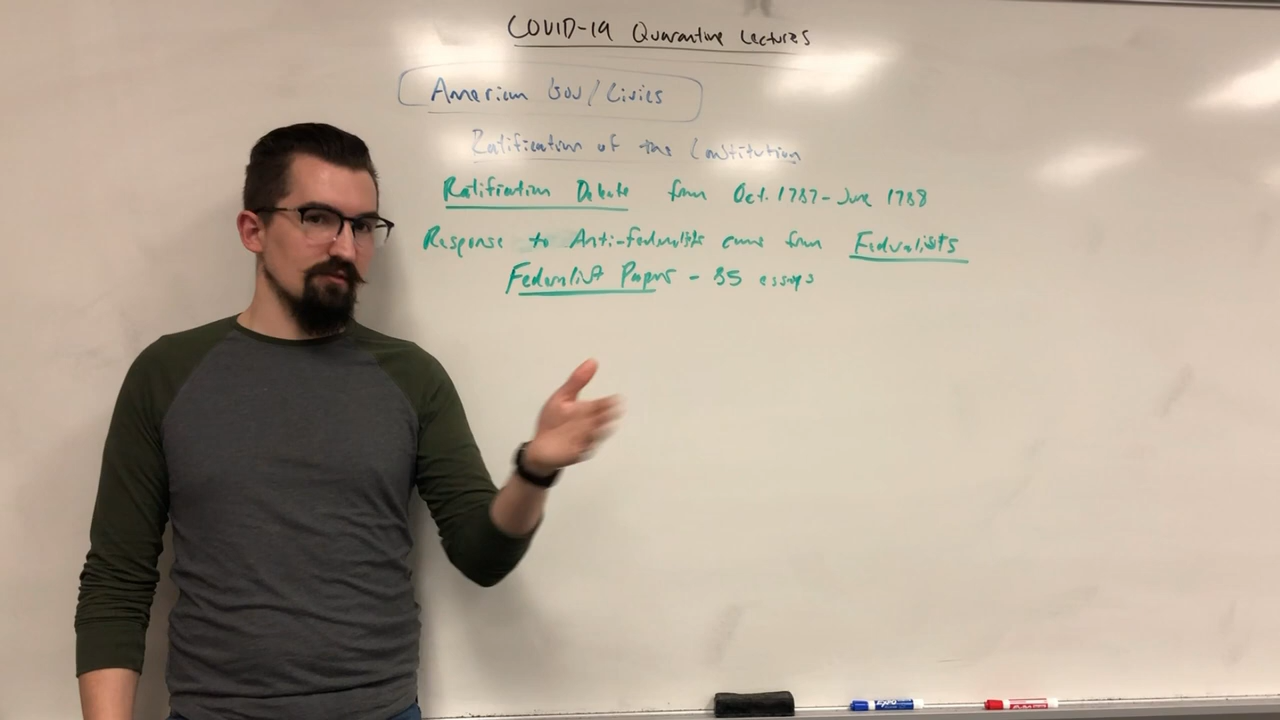 COVID-19 Quarantine Lectures
American Gov/Civics
Ratification of the Constitution
Ratification Debate from Oct. 1787 - June 1788
Response to Anti-federalists came from Federalists
Federalist Papers - 85 essays
EXPO